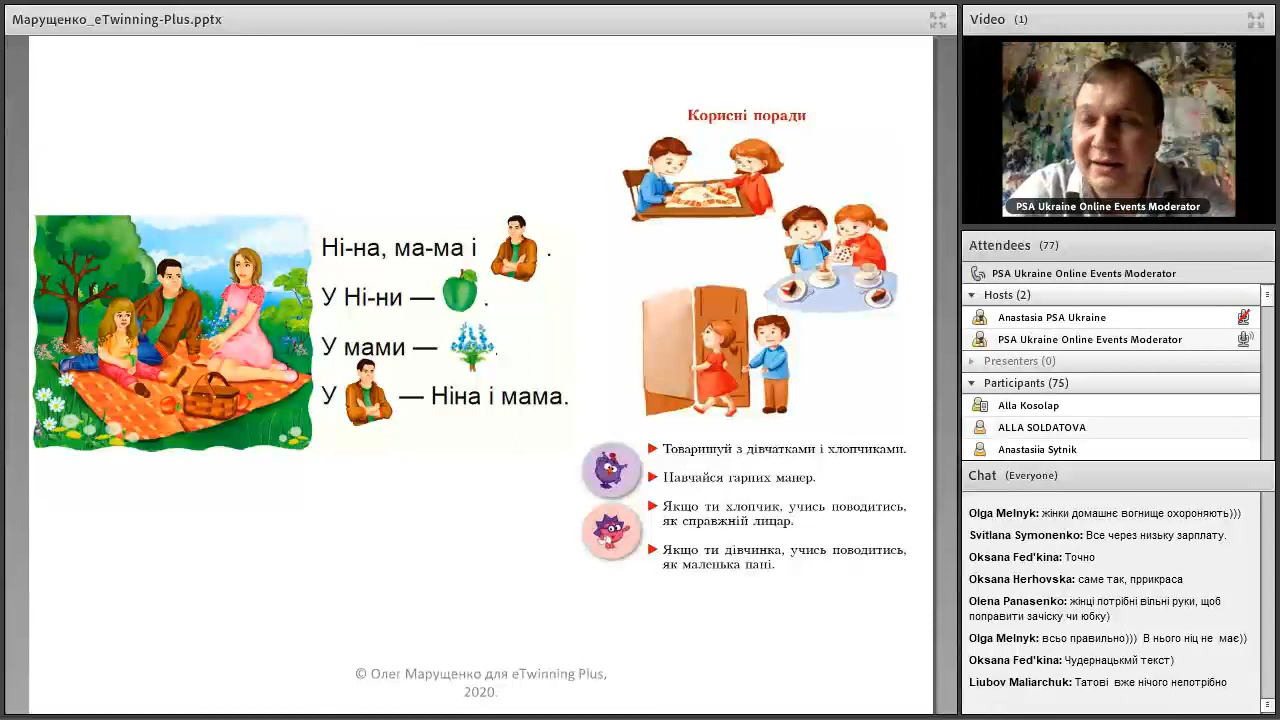 Марущенко_eTwinning-Plus.pptx
Корисні поради
Ні-на, ма-ма і .
У Ні-ни — .
У мами — .
У — Ніна і мама.
Товаришуй з дівчатками і хлопчиками.
Навчайся гарних манер.
Якщо ти хлопчик, учись поводитись,
як справжній лицар.
Якщо ти дівчинка, учись поводитись,
як маленька пані.
© Олег Марущенко для eTwinning Plus,
2020.
Video (1)
PSA Ukraine Online Events Moderator
Attendees (77)
PSA Ukraine Online Events Moderator
Hosts (2)
Anastasia PSA Ukraine
PSA Ukraine Online Events Moderator
Presenters (0)
Participants (75)
Alla Kosolap
ALLA SOLDATOVA
Anastasiia Sytnik
Chat (Everyone)
Olga Melnyk: жінки домашнє вогнище охороняють)))
Svitlana Symonenko: Все через низьку зарплату.
Oksana Fed'kina: Точно
Oksana Herhovska: саме так, пррикраса
Olena Panasenko: жінці потрібні вільні руки, щоб
поправити зачіску чи юбку)
Olga Melnyk: всьо правильно))) В нього ніц не має))
Oksana Fed'kina: Чудернацькмй текст)
Liubov Maliarchuk: Татові вже нічого непотрібно